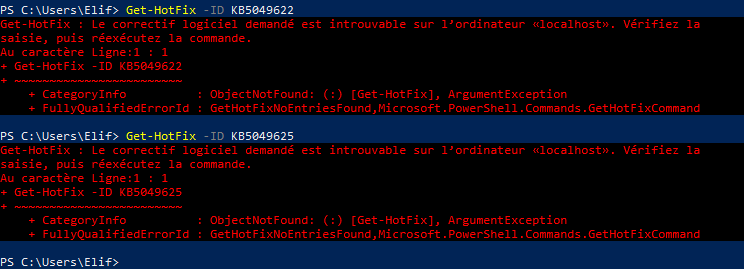 PS C:\Users\Elif> Get-HotFix -ID KB5049622
Get-HotFix : Le correctif logiciel demandé est introuvable sur l’ordinateur «localhost». Vérifiez la
saisie, puis réexécutez la commande.
Au caractère Ligne:1 : 1
+ Get-HotFix -ID KB5049622
+ ~~~~~~~~~~~~~~~~~~~~~~~~
    + CategoryInfo          : ObjectNotFound: (:) [Get-HotFix], ArgumentException
    + FullyQualifiedErrorId : GetHotFixNoEntriesFound,Microsoft.PowerShell.Commands.GetHotFixCommand
PS C:\Users\Elif> Get-HotFix -ID KB5049625
Get-HotFix : Le correctif logiciel demandé est introuvable sur l’ordinateur «localhost». Vérifiez la
saisie, puis réexécutez la commande.
Au caractère Ligne:1 : 1
+ Get-HotFix -ID KB5049625
+ ~~~~~~~~~~~~~~~~~~~~~~~~
    + CategoryInfo          : ObjectNotFound: (:) [Get-HotFix], ArgumentException
    + FullyQualifiedErrorId : GetHotFixNoEntriesFound,Microsoft.PowerShell.Commands.GetHotFixCommand
PS C:\Users\Elif>